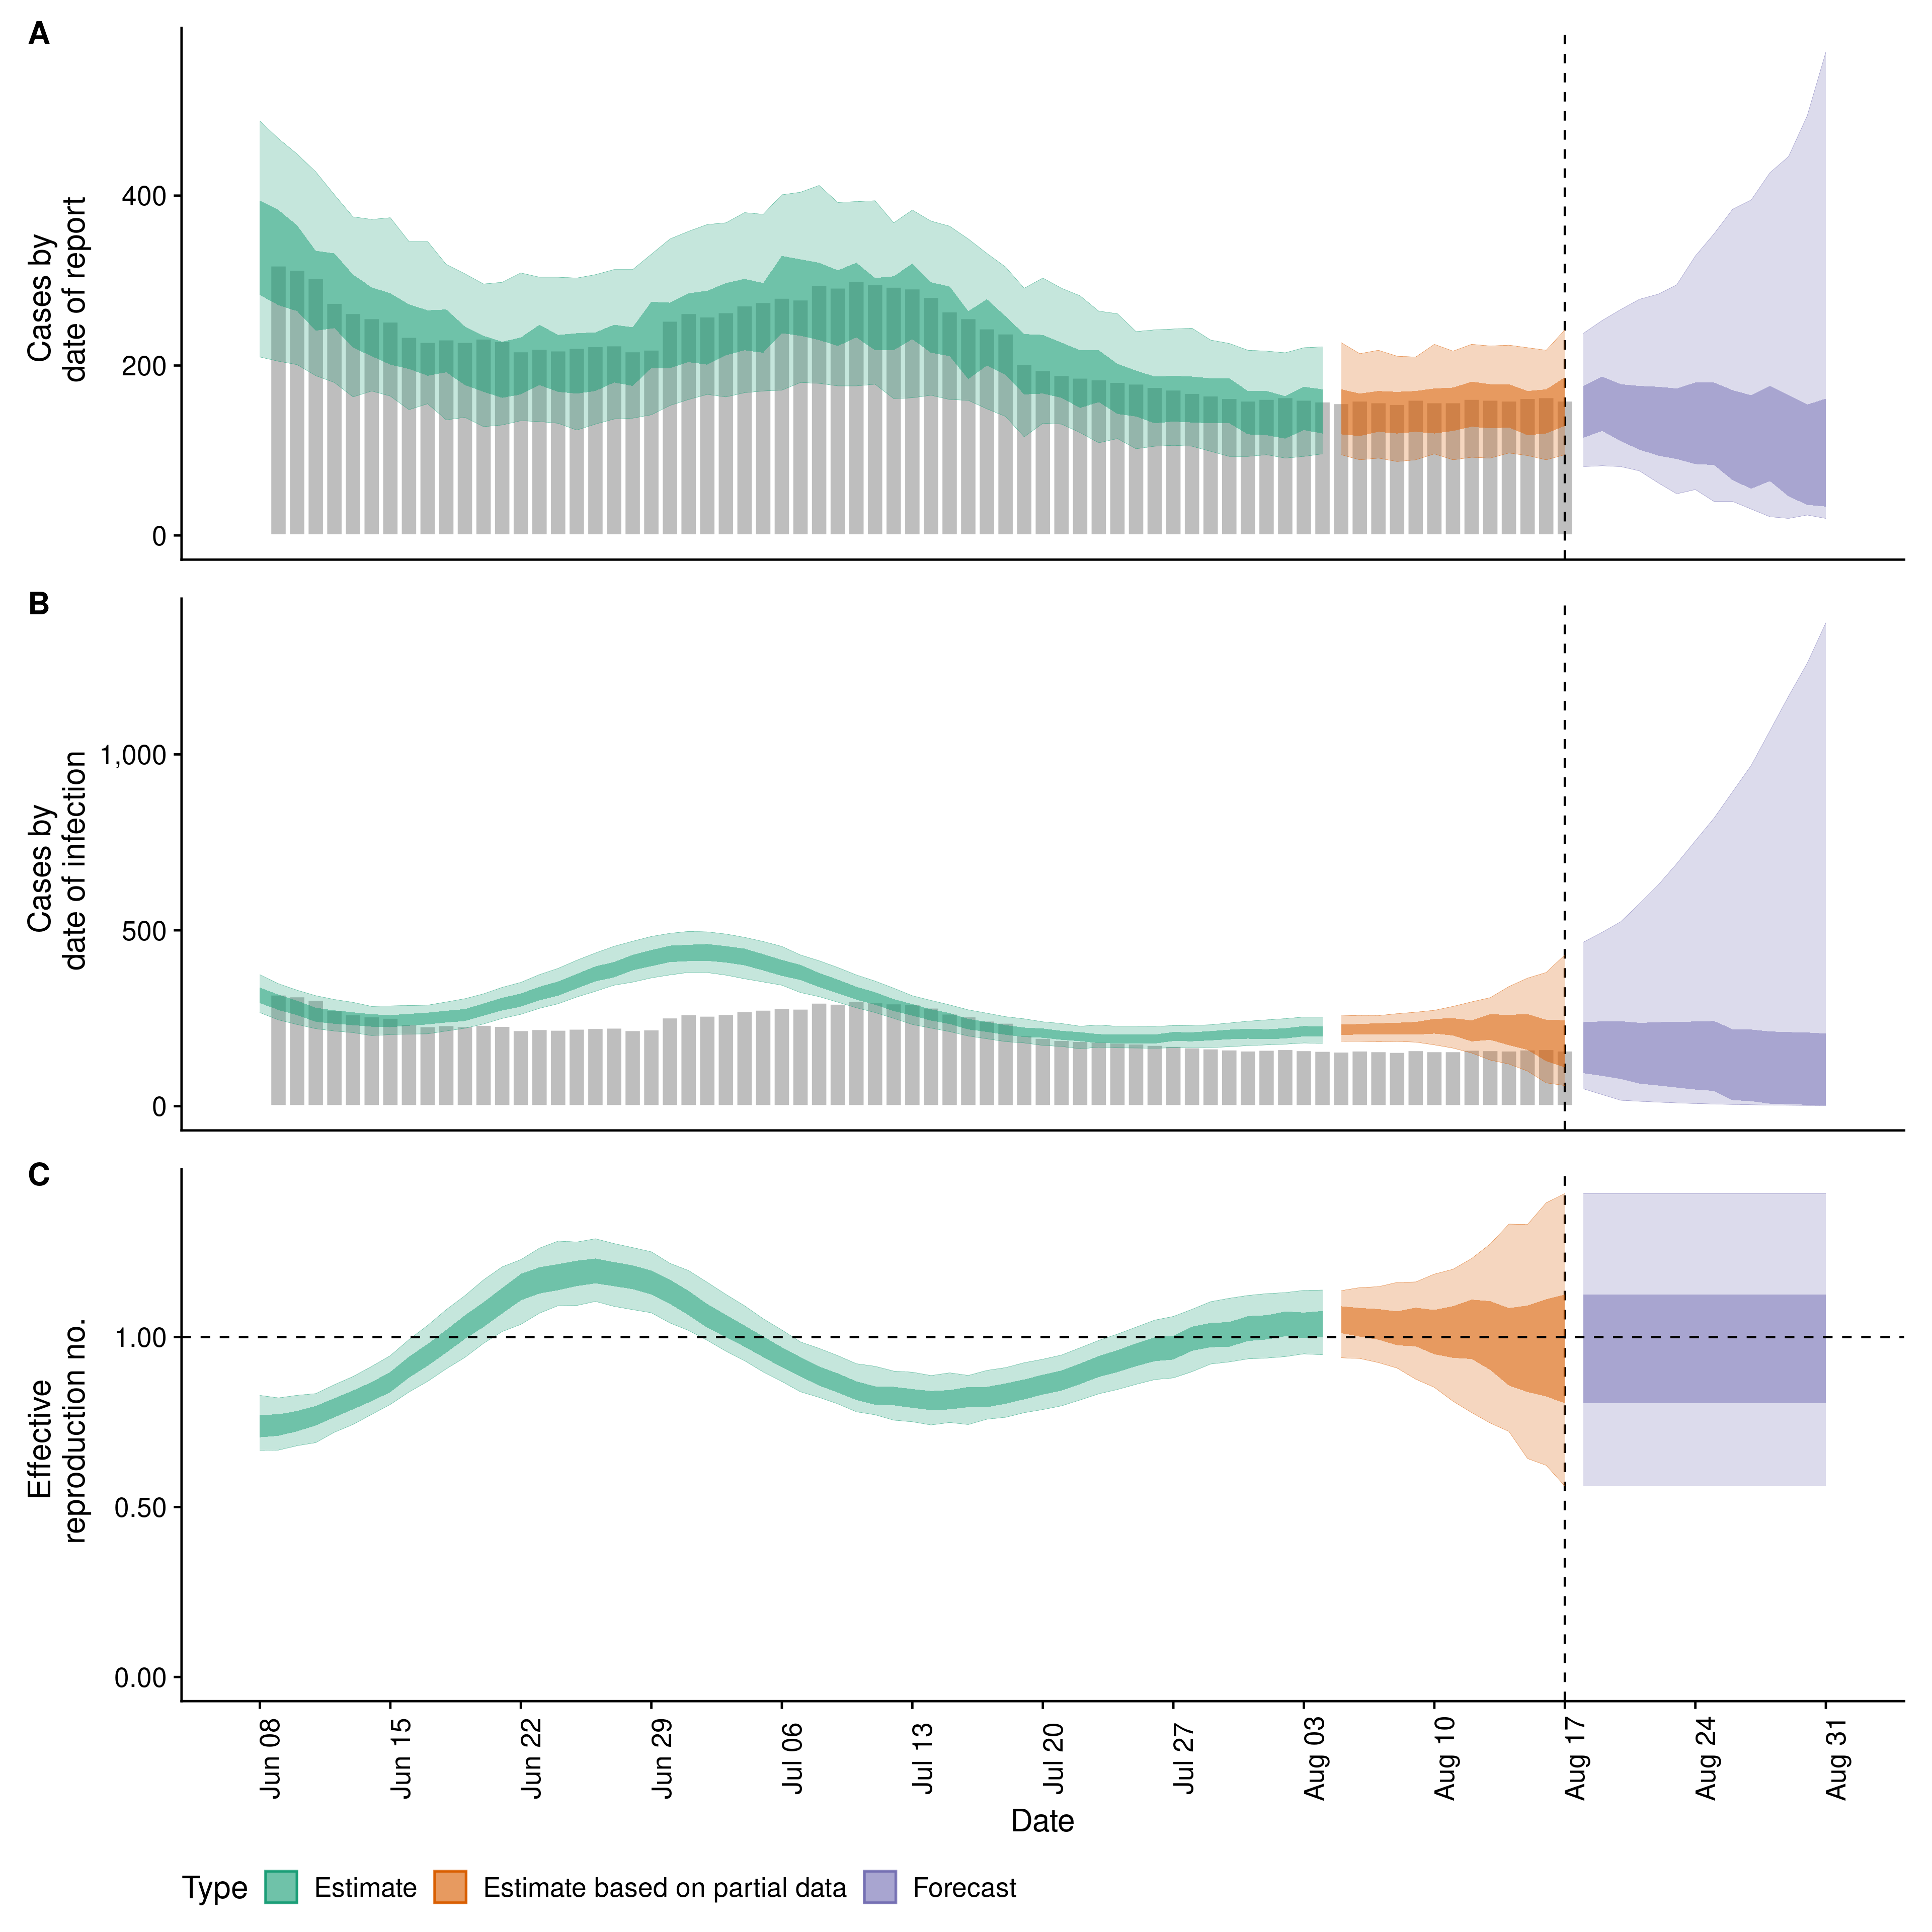 A
Cases by
date of report
400
200
0
B
Cases by
date of infection
1,000
500
0
C
Effective
reproduction no.
1.00
0.50
0.00
Jun 08
Jun 15
Jun 22
Jun 29
Jul 06
Jul 13
Jul 20
Jul 27
Aug 03
Aug 10
Aug 17
Aug 24
Aug 31
Date
Type Estimate Estimate based on partial data Forecast